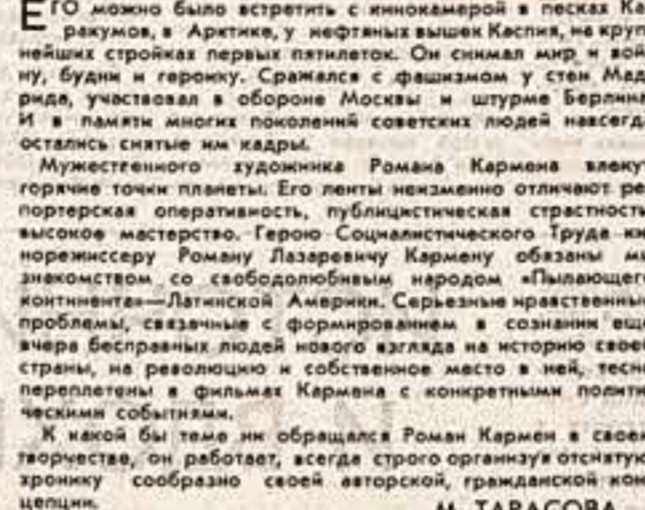 ЕГО можно было встретить с кинокамерой в песках Ка
ракумов, в Арктике, у нефтяных вышек Каспия, на круп
нейших стройках первых пятилеток. Он снимал мир и вой
ну, будни и героику. Сражался с фашизмом у стен Мад
рида, участвовал в обороне Москвы и штурме Берлина
И в памяти многих поколений советских людей навсегд
остались снятые им кадры.
Мужественного художника Романа Кармена влеку
горячие точки планеты. Его ленты неизменно отличают ре
портерская оперативность, публицистическая страстность
высокое мастерство. Герою Социалистического Труда ки
норежиссеру Роману Лазаревичу Кармену обязаны мы
знакомством со свободолюбивым народом «Пылающего
континента»—Латинской Америки. Серьезные нравственные
проблемы, связанные с формированием в сознании еще
вчера бесправных людей нового взгляда на историю своей
страны, на революцию и собственное место в ней, тесно
переплетены в фильмах Кармена с конкретными полити
ческими событиями.
К какой бы теме ни обращался Роман Кармен в своем
творчестве, он работает, всегда строго организуя отснятую
хронику сообразно своей авторской, гражданской кон
цепции.
М. ТАРАСОВА